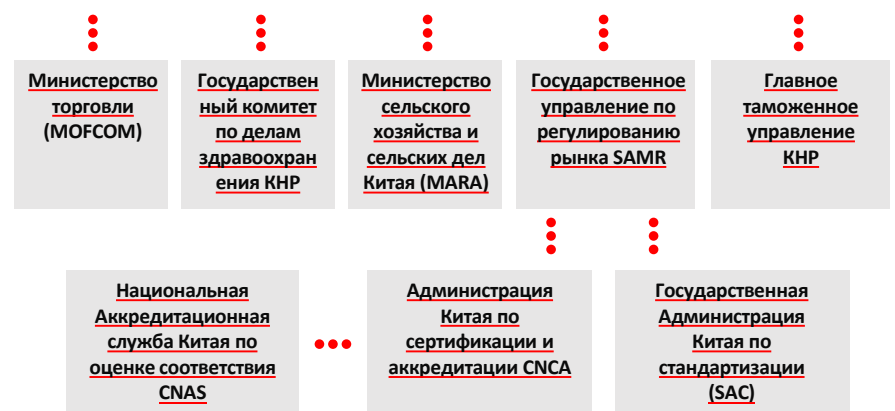 Министерство
торговли
(MOFCOM)
Государствен
ный комитет
по делам
здравоохран
ения КНР
Министерство
сельского
хозяйства и
сельских дел
Китая (MARA)
Государственное
управление по
регулированию
рынка SAMR
Главное
таможенное
управление
КНР
Национальная
Аккредитационная
служба Китая по
оценке соответствия
CNAS
Администрация
Китая по
сертификации и
аккредитации CNCA
Государственная
Администрация
Китая по
стандартизации
(SAC)